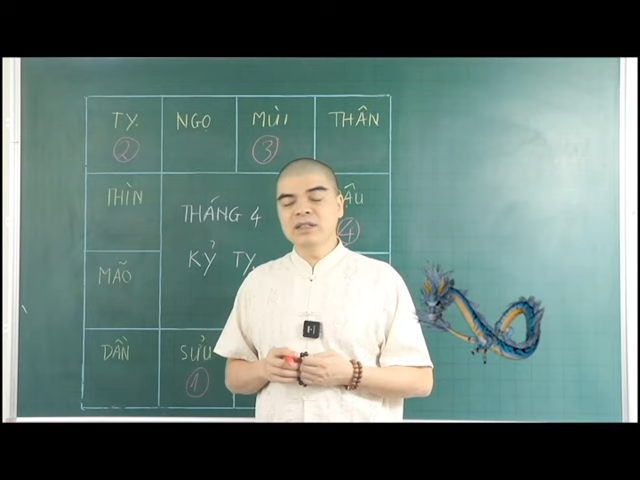 TỴ NGỌ MÙI THÂN
② ③
THÌN
THÁNG 4
④
MÃO KỶ TỴ
DẦN SỬU
①